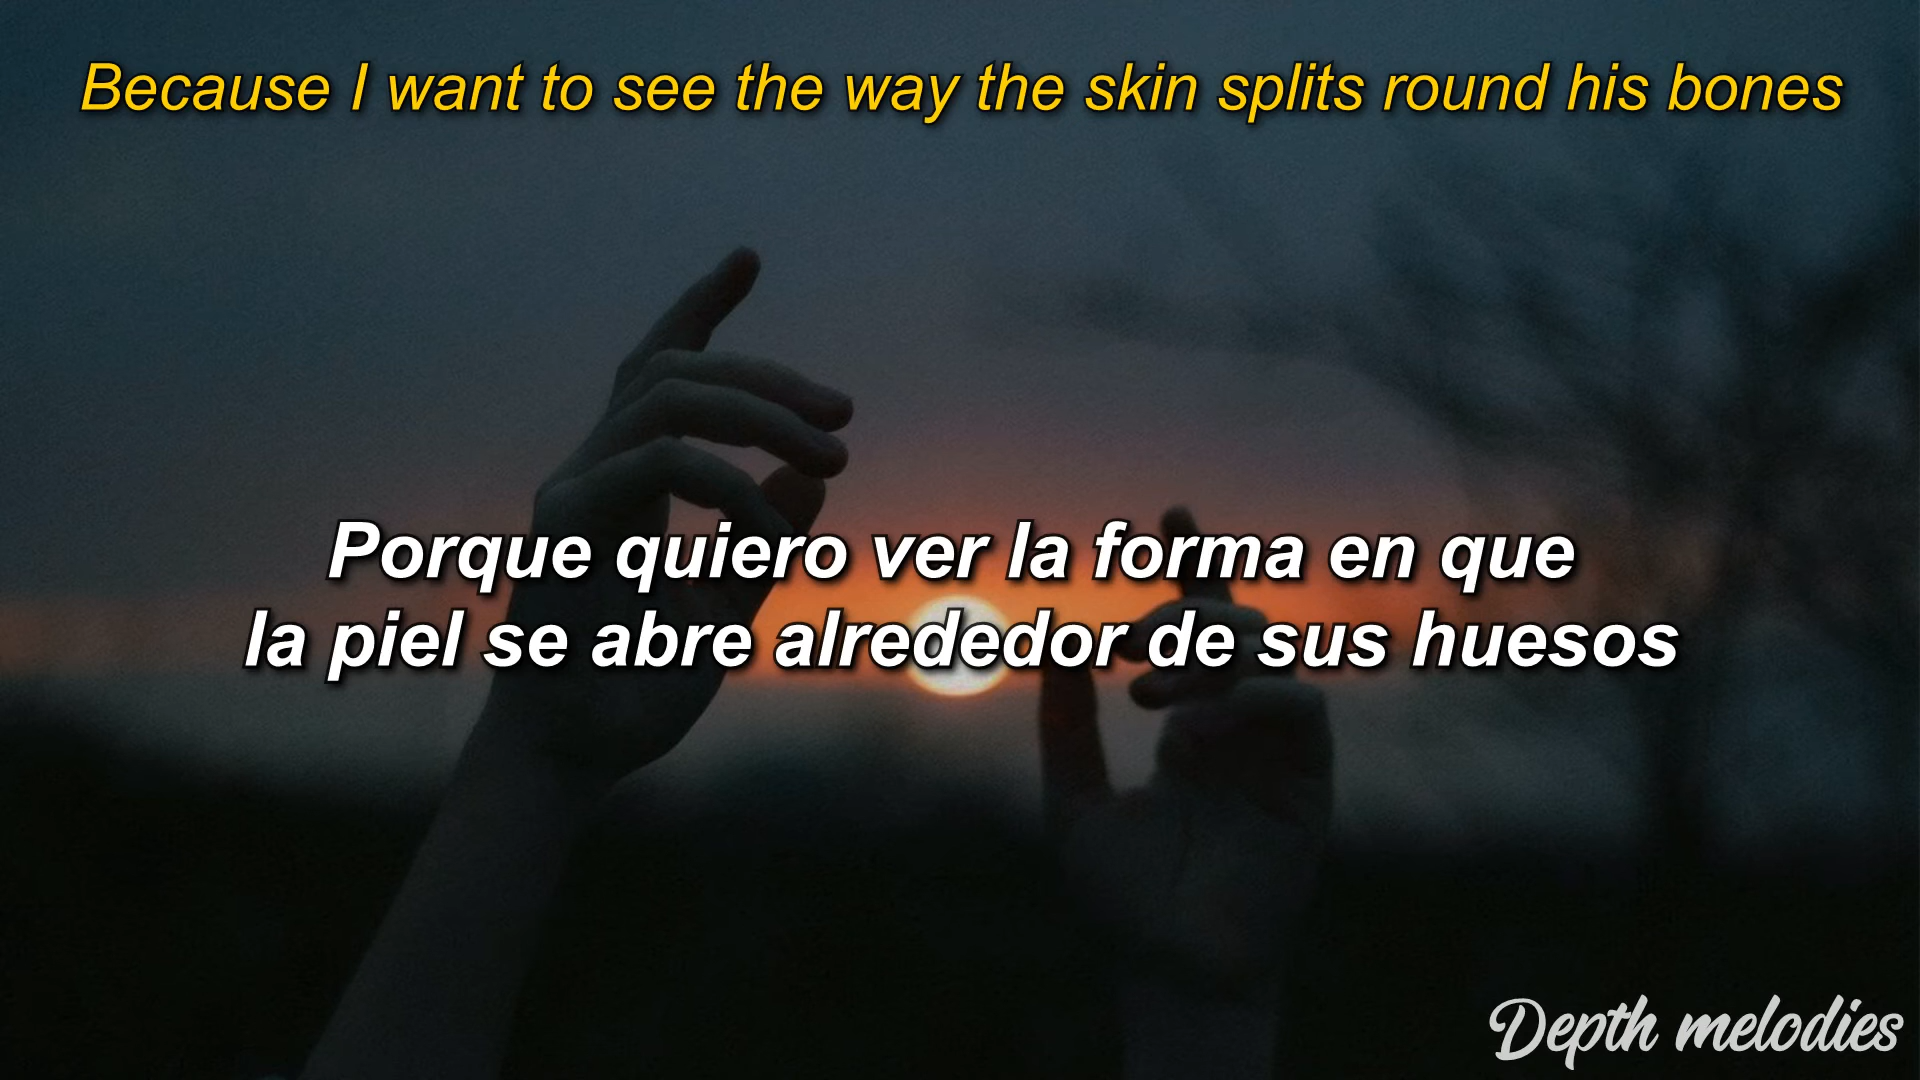 Because I want to see the way the skin splits round his bones
Porque quiero ver la forma en que
la piel se abre alrededor de sus huesos
Depth melodies